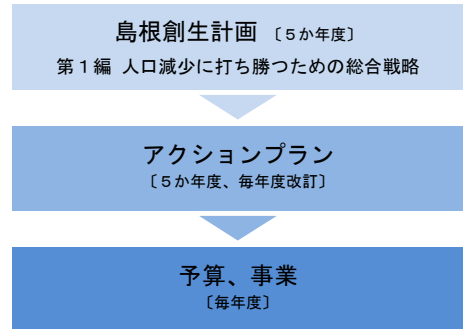 島根創生計画 〔５か年度〕
第１編 人口減少に打ち勝つための総合戦略
アクションプラン
〔５か年度、毎年度改訂〕
予算、事業
〔毎年度〕